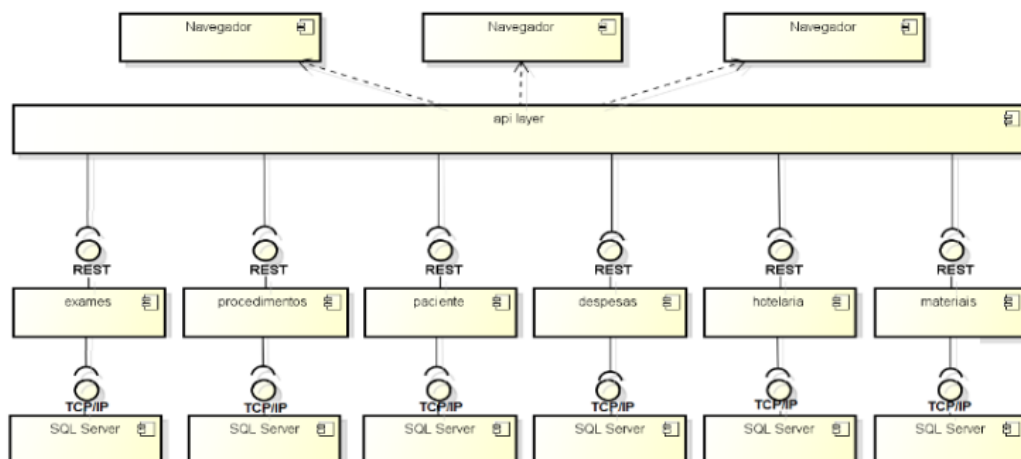 Navegador Navegador Navegador
api layer
REST REST REST REST REST REST
exames procedimentos paciente despesas hotelaria materiais
TCP/IP TCP/IP TCP/IP TCP/IP TCP/IP TCP/IP
SQL Server SQL Server SQL Server SQL Server SQL Server SQL Server